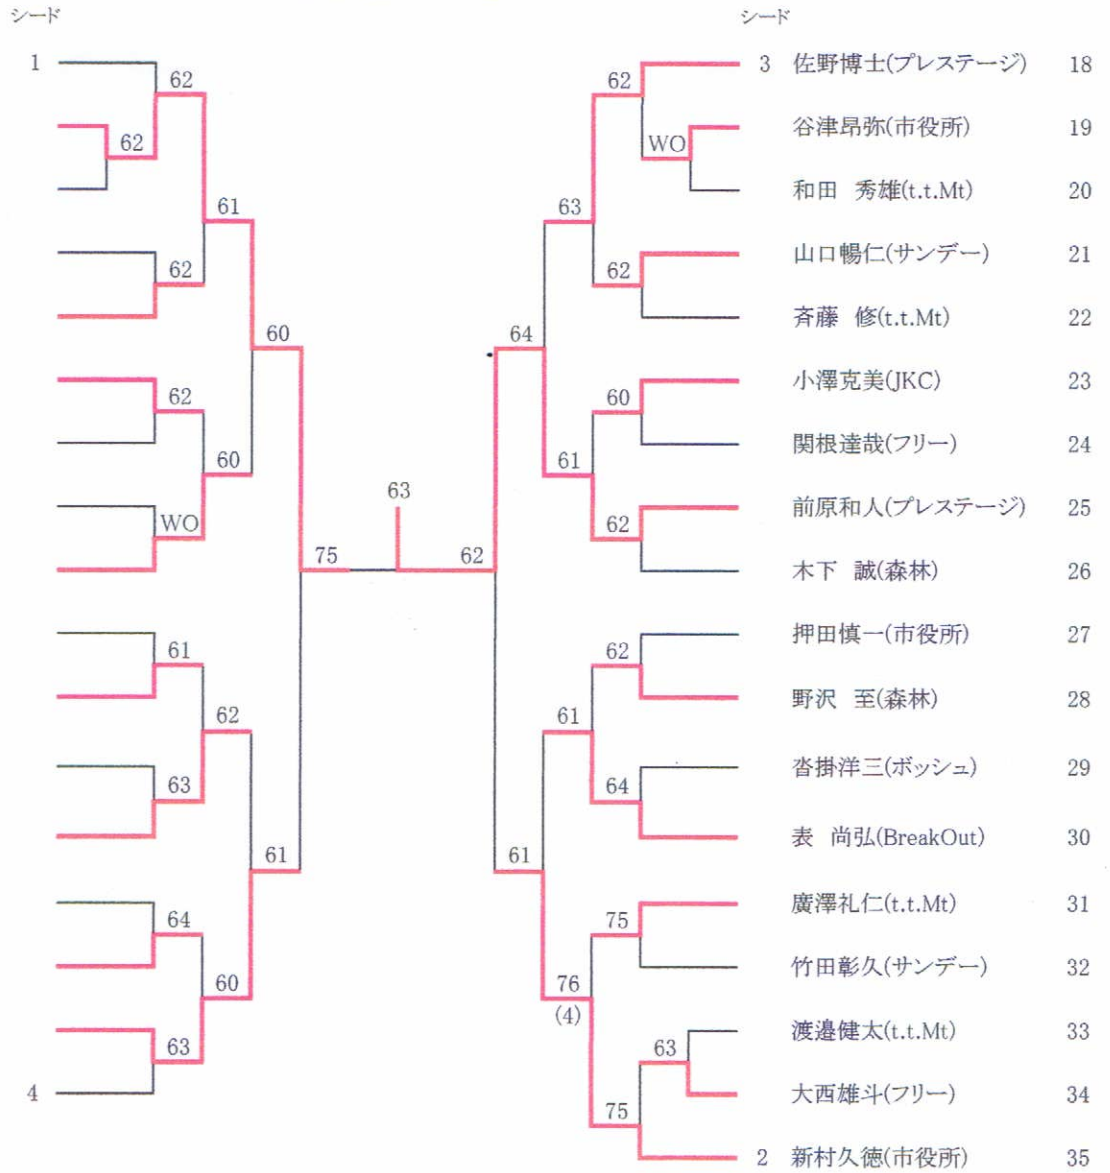 シード
シード
1
62
62
61
62
60
62
60
WO
75
61
62
63
61
64
60
63
4
63
62
3 佐野博士(プレステージ) 18
62
谷津昂弥(市役所) 19
WO
和田 秀雄(t.t.Mt) 20
63
山口暢仁(サンデー) 21
62
斉藤 修(t.t.Mt) 22
64
小澤克美(JKC) 23
60
関根達哉(フリー) 24
61
前原和人(プレステージ) 25
62
木下 誠(森林) 26
押田慎一(市役所) 27
62
野沢 至(森林) 28
61
沓掛洋三(ボッシュ) 29
64
表 尚弘(BreakOut) 30
61
廣澤礼仁(t.t.Mt) 31
75
竹田彰久(サンデー) 32
76
(4)
渡邉健太(t.t.Mt) 33
63
大西雄斗(フリー) 34
75
2 新村久徳(市役所) 35